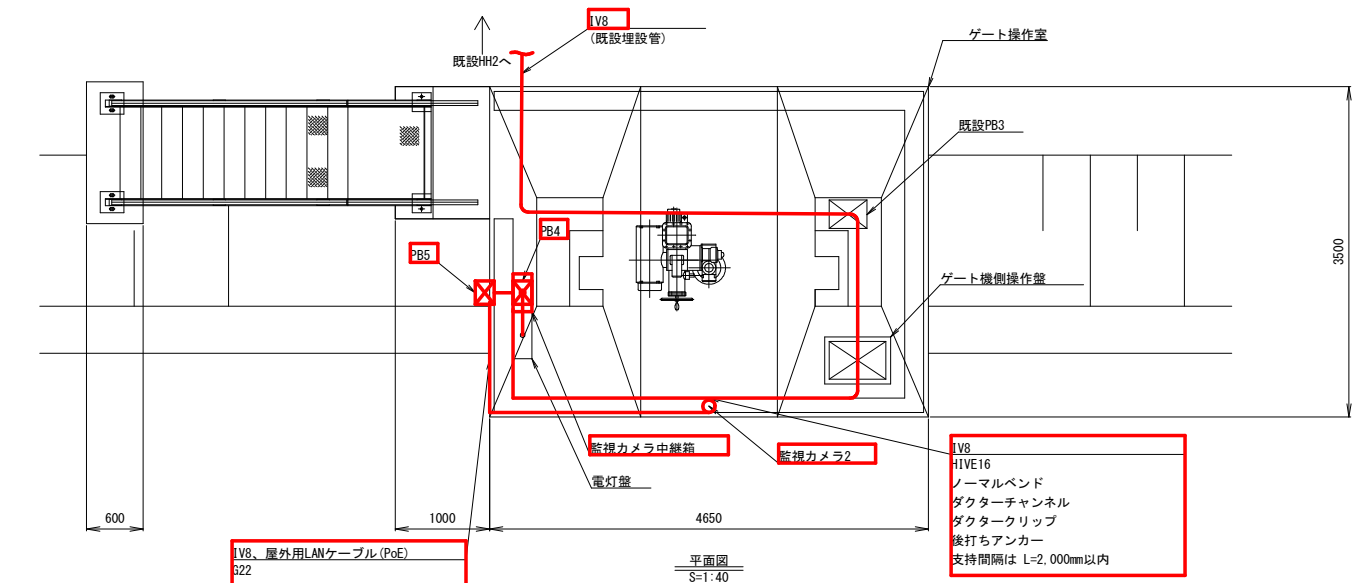 IV8
(既設埋設管)
既設HH2へ
ゲート操作室
既設PB3
PB4
PB5
3500
ゲート機側操作盤
監視カメラ中継箱
監視カメラ2
電灯盤
IV8
HIVE16
ノーマルベンド
ダクターチャンネル
ダクタークリップ
後打ちアンカー
支持間隔は L=2,000mm以内
600
1000
4650
IV8、屋外用LANケーブル(PoE)
G22
平面図
S=1:40